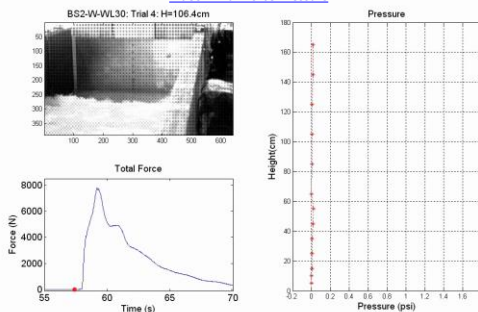 BS2-W-WL30: Trial 4: H=106.4cm
50
100
150
200
250
300
350
100 200 300 400 500 600
Total Force
Force (N)
8000
6000
4000
2000
0
55 60 65 70
Time (s)
Pressure
Height(cm)
180
160
140
120
100
80
60
40
20
0
-0.2 0 0.2 0.4 0.6 0.8 1 1.2 1.4 1.6
Pressure (psi)